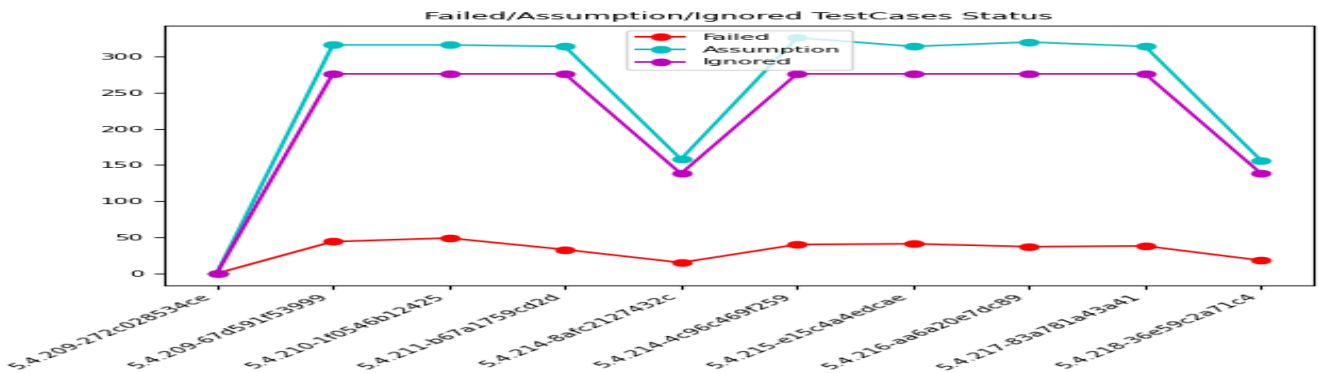 Failed/Assumption/Ignored TestCases Status
Failed
Assumption
Ignored
300
250
200
150
100
50
0
5.4.209-272c028534ce
5.4.209-67d591f53999
5.4.210-1f0546b12425
5.4.211-b67a1759cd2d
5.4.214-8afc2127432c
5.4.214-4c96c469f259
5.4.215-e15c4a4edcae
5.4.216-aa6a20e7dc89
5.4.217-83a781a43a41
5.4.218-36e59c2a71c4